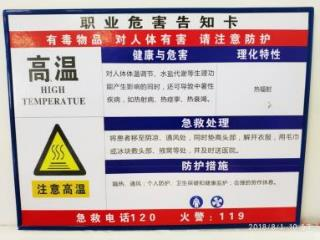 职业危害告知卡
有毒物品 对人体有害 请注意防护
高温
HIGH
TEMPERATUE
注意高温
健康与危害
对人体体温调节、水盐代谢等生理功
能产生影响的同时，还可导致中暑性
疾病，如热射病、热痉挛、热衰竭。
理化特性
热辐射
急救处理
将患者移至阴凉、通风处，同时垫高头部，解开衣服，用毛巾
或冰块敷头部、腋窝等处，并及时送医院。
防护措施
隔热、通风；个人防护、卫生保健和健康监护；合理的劳作休息。
急救电话120 火警：119
2018/8/1